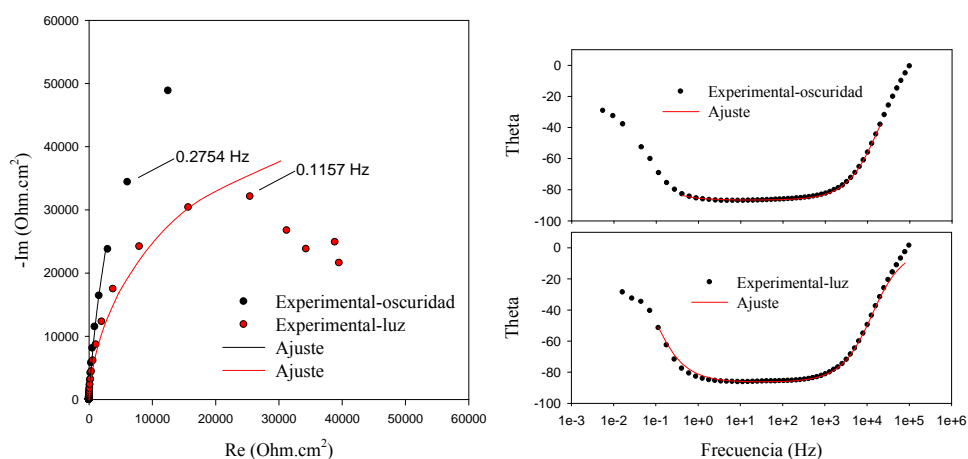 60000
50000
40000
30000
20000
10000
0
0
10000
20000
30000
40000
50000
60000
-Im (Ohm.cm²)
Re (Ohm.cm²)
0.2754 Hz
0.1157 Hz
Experimental-oscuridad
Experimental-luz
Ajuste
Ajuste
0
-20
-40
-60
-80
-100
Theta
Experimental-oscuridad
Ajuste
0
-20
-40
-60
-80
-100
Theta
Experimental-luz
Ajuste
1e-3
1e-2
1e-1
1e+0
1e+1
1e+2
1e+3
1e+4
1e+5
1e+6
Frecuencia (Hz)